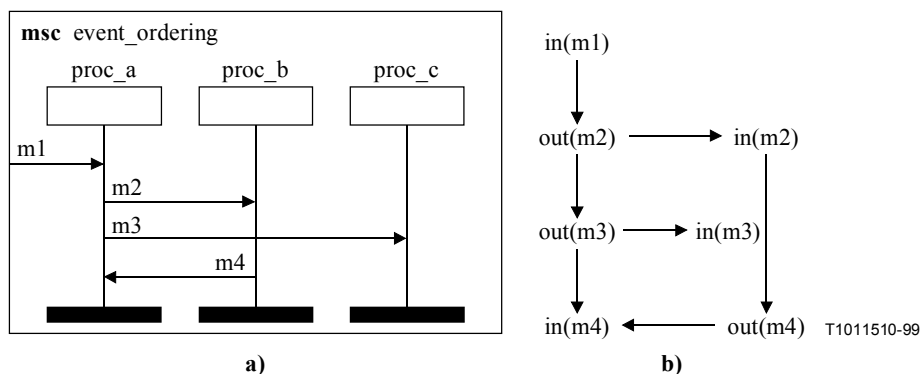 msc event_ordering
proc_a proc_b proc_c
m1
m2
m3
m4
a)
in(m1)
out(m2) in(m2)
out(m3) in(m3)
in(m4) out(m4)
T1011510-99
b)